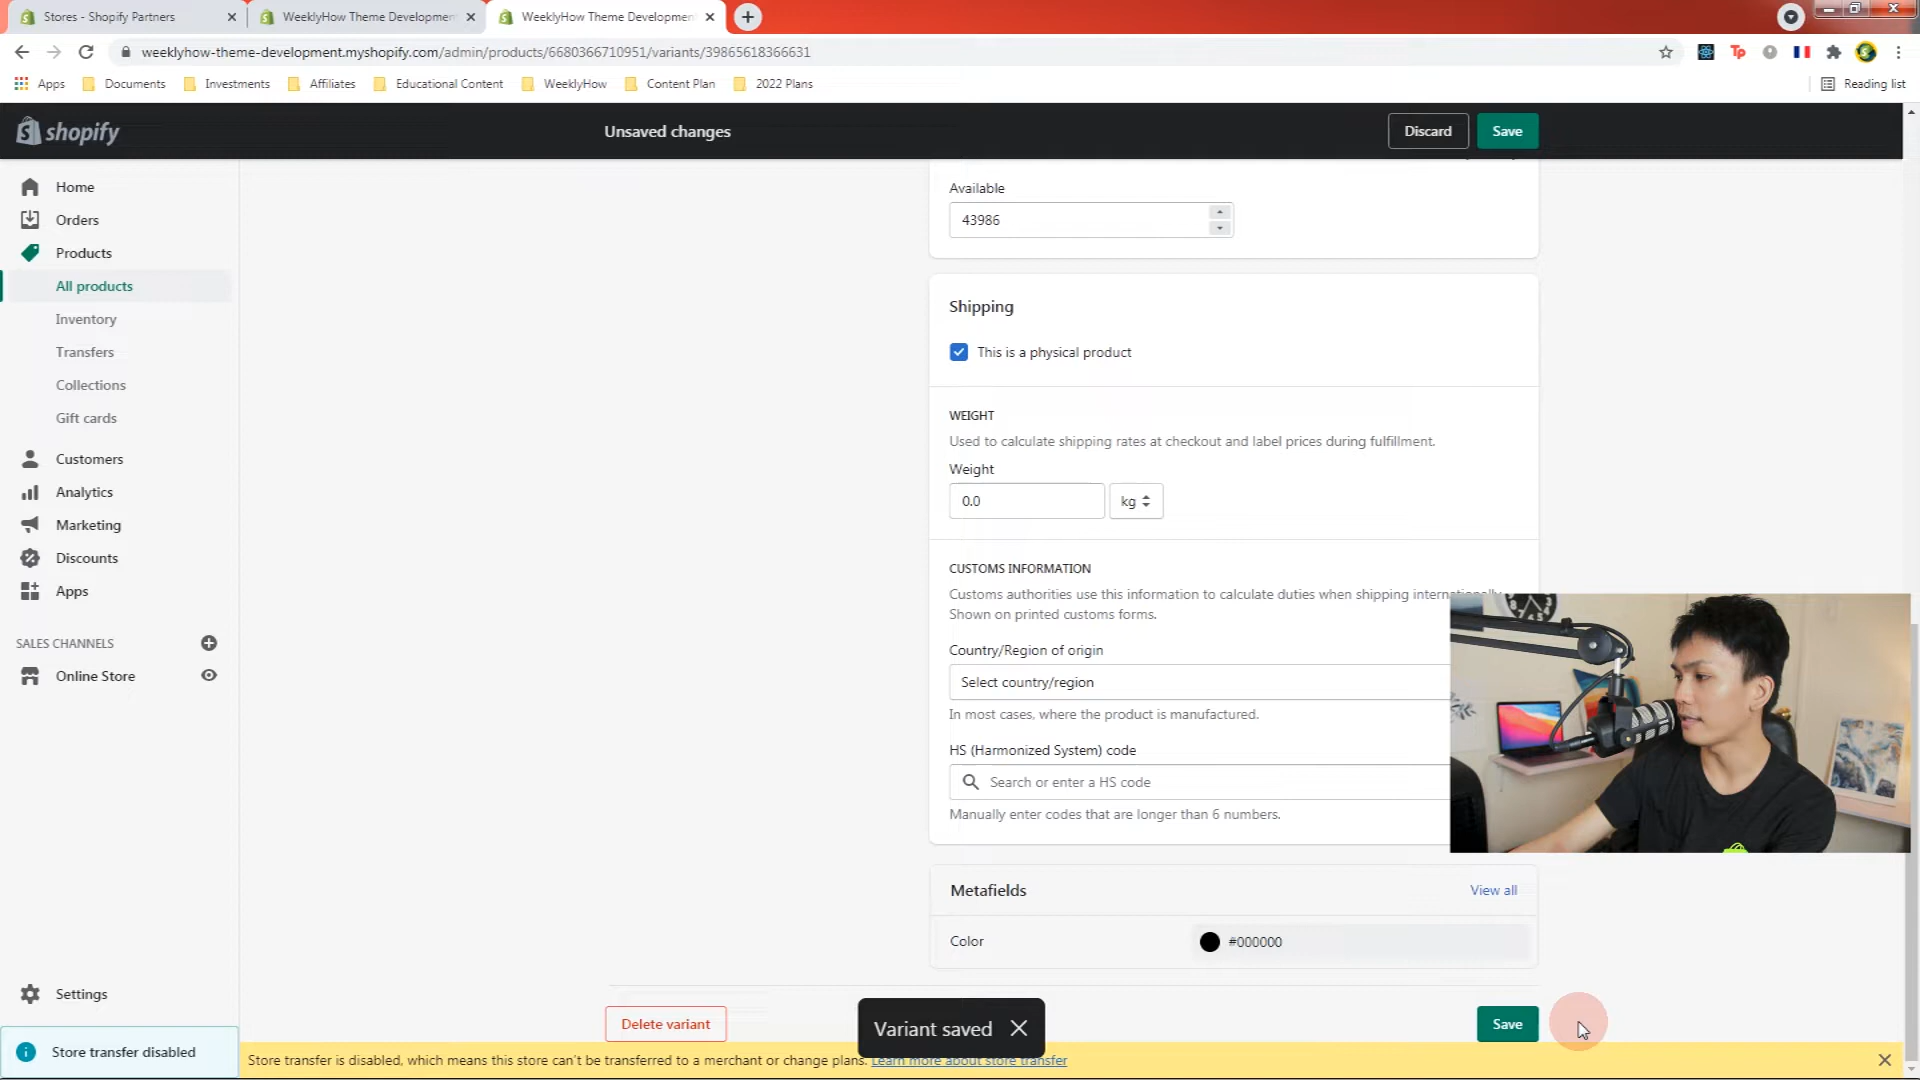 Stores - Shopify Partners
WeeklyHow Theme Development
WeeklyHow Theme Development
weeklyhow-theme-development.myshopify.com/admin/products/6680366710951/variants/39865618366631
Apps
Documents
Investments
Affiliates
Educational Content
WeeklyHow
Content Plan
2022 Plans
Reading list
shopify
Unsaved changes
Discard
Save
Home
Orders
Products
All products
Inventory
Transfers
Collections
Gift cards
Customers
Analytics
Marketing
Discounts
Apps
SALES CHANNELS
Online Store
Settings
Store transfer disabled
Available
43986
Shipping
This is a physical product
WEIGHT
Used to calculate shipping rates at checkout and label prices during fulfillment.
Weight
0.0
kg
CUSTOMS INFORMATION
Customs authorities use this information to calculate duties when shipping internationally.
Shown on printed customs forms.
Country/Region of origin
Select country/region
In most cases, where the product is manufactured.
HS (Harmonized System) code
Search or enter a HS code
Manually enter codes that are longer than 6 numbers.
Metafields
View all
Color
#000000
Delete variant
Variant saved
Save
Store transfer is disabled, which means this store can't be transferred to a merchant or change plans. Learn more about store transfer